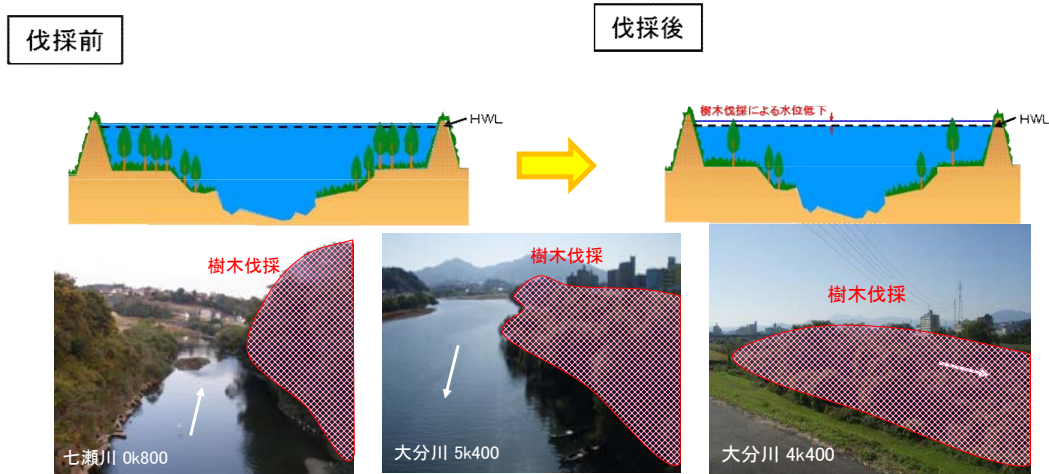 伐採前
伐採後
HWL
樹木伐採による水位低下
HWL
樹木伐採
樹木伐採
樹木伐採
七瀬川 0k800
大分川 5k400
大分川 4k400